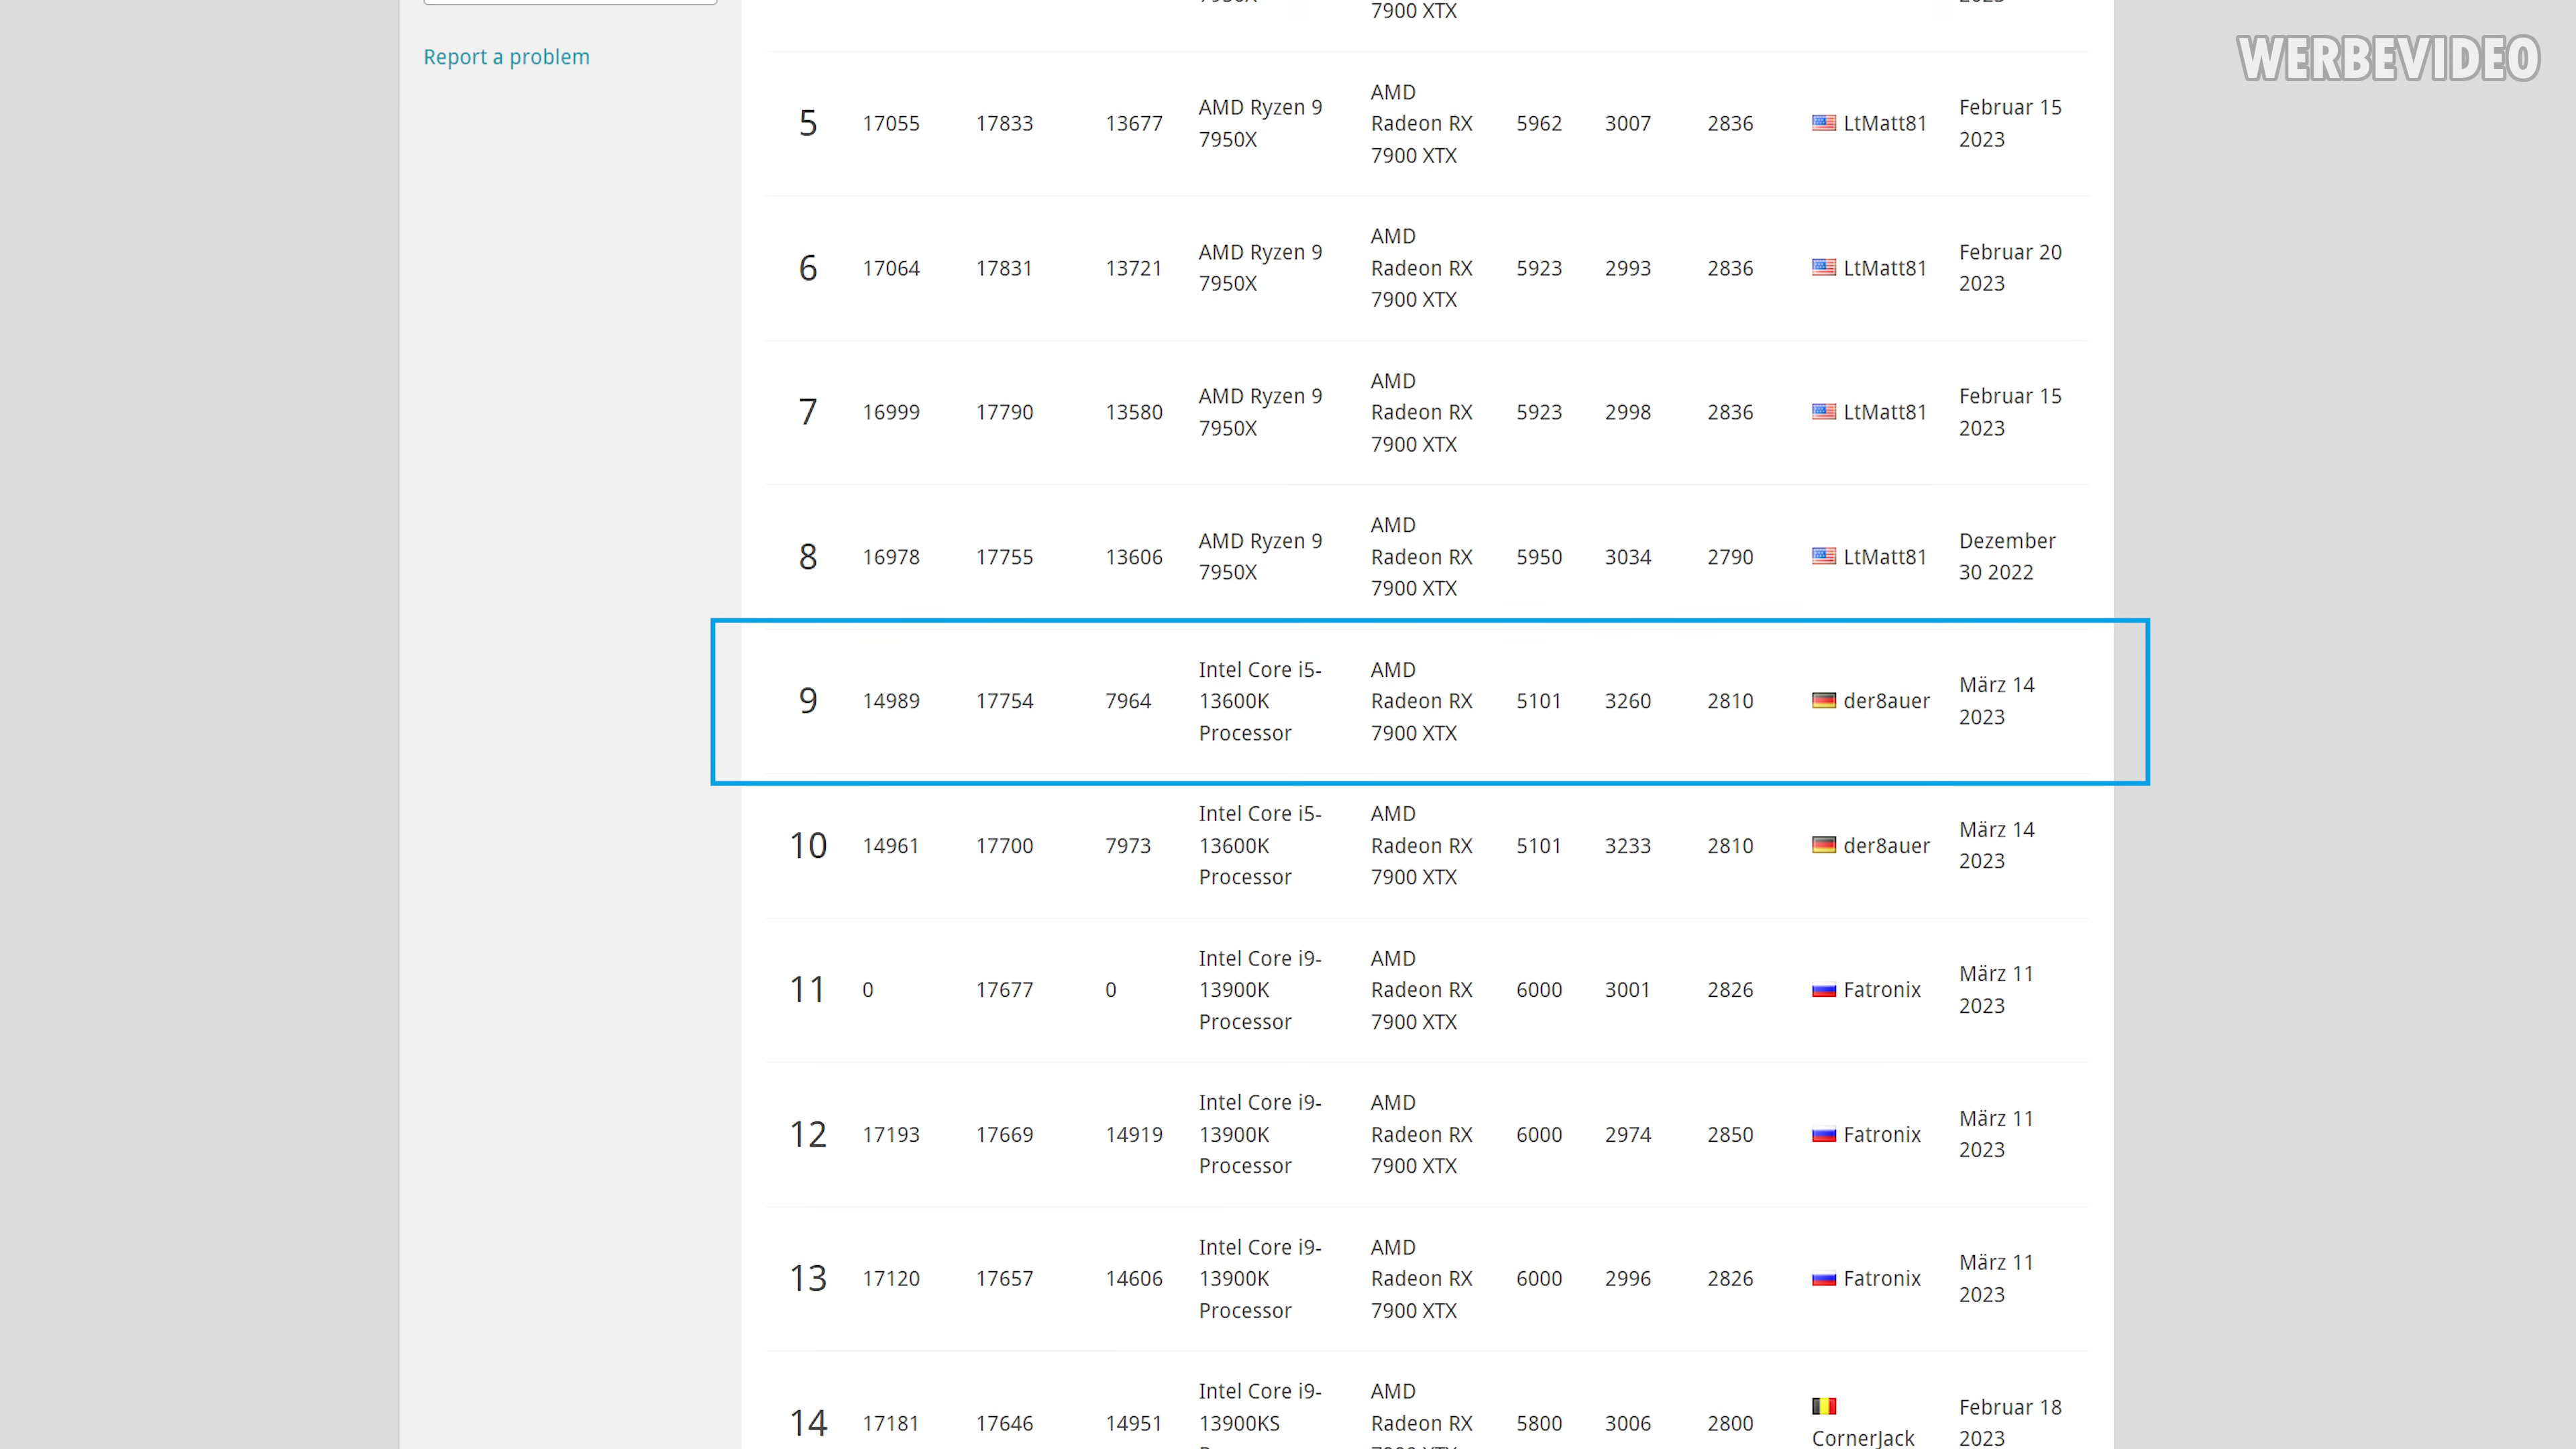 7900 XTX
Report a problem
WERBEVIDEO
5 17055 17833 13677 AMD Ryzen 9 7950X AMD Radeon RX 7900 XTX 5962 3007 2836 LtMatt81 Februar 15 2023
6 17064 17831 13721 AMD Ryzen 9 7950X AMD Radeon RX 7900 XTX 5923 2993 2836 LtMatt81 Februar 20 2023
7 16999 17790 13580 AMD Ryzen 9 7950X AMD Radeon RX 7900 XTX 5923 2998 2836 LtMatt81 Februar 15 2023
8 16978 17755 13606 AMD Ryzen 9 7950X AMD Radeon RX 7900 XTX 5950 3034 2790 LtMatt81 Dezember 30 2022
9 14989 17754 7964 Intel Core i5-13600K Processor AMD Radeon RX 7900 XTX 5101 3260 2810 der8auer März 14 2023
10 14961 17700 7973 Intel Core i5-13600K Processor AMD Radeon RX 7900 XTX 5101 3233 2810 der8auer März 14 2023
11 0 17677 0 Intel Core i9-13900K Processor AMD Radeon RX 7900 XTX 6000 3001 2826 Fatronix März 11 2023
12 17193 17669 14919 Intel Core i9-13900K Processor AMD Radeon RX 7900 XTX 6000 2974 2850 Fatronix März 11 2023
13 17120 17657 14606 Intel Core i9-13900K Processor AMD Radeon RX 7900 XTX 6000 2996 2826 Fatronix März 11 2023
14 17181 17646 14951 Intel Core i9-13900KS AMD Radeon RX 5800 3006 2800 CornerJack Februar 18 2023